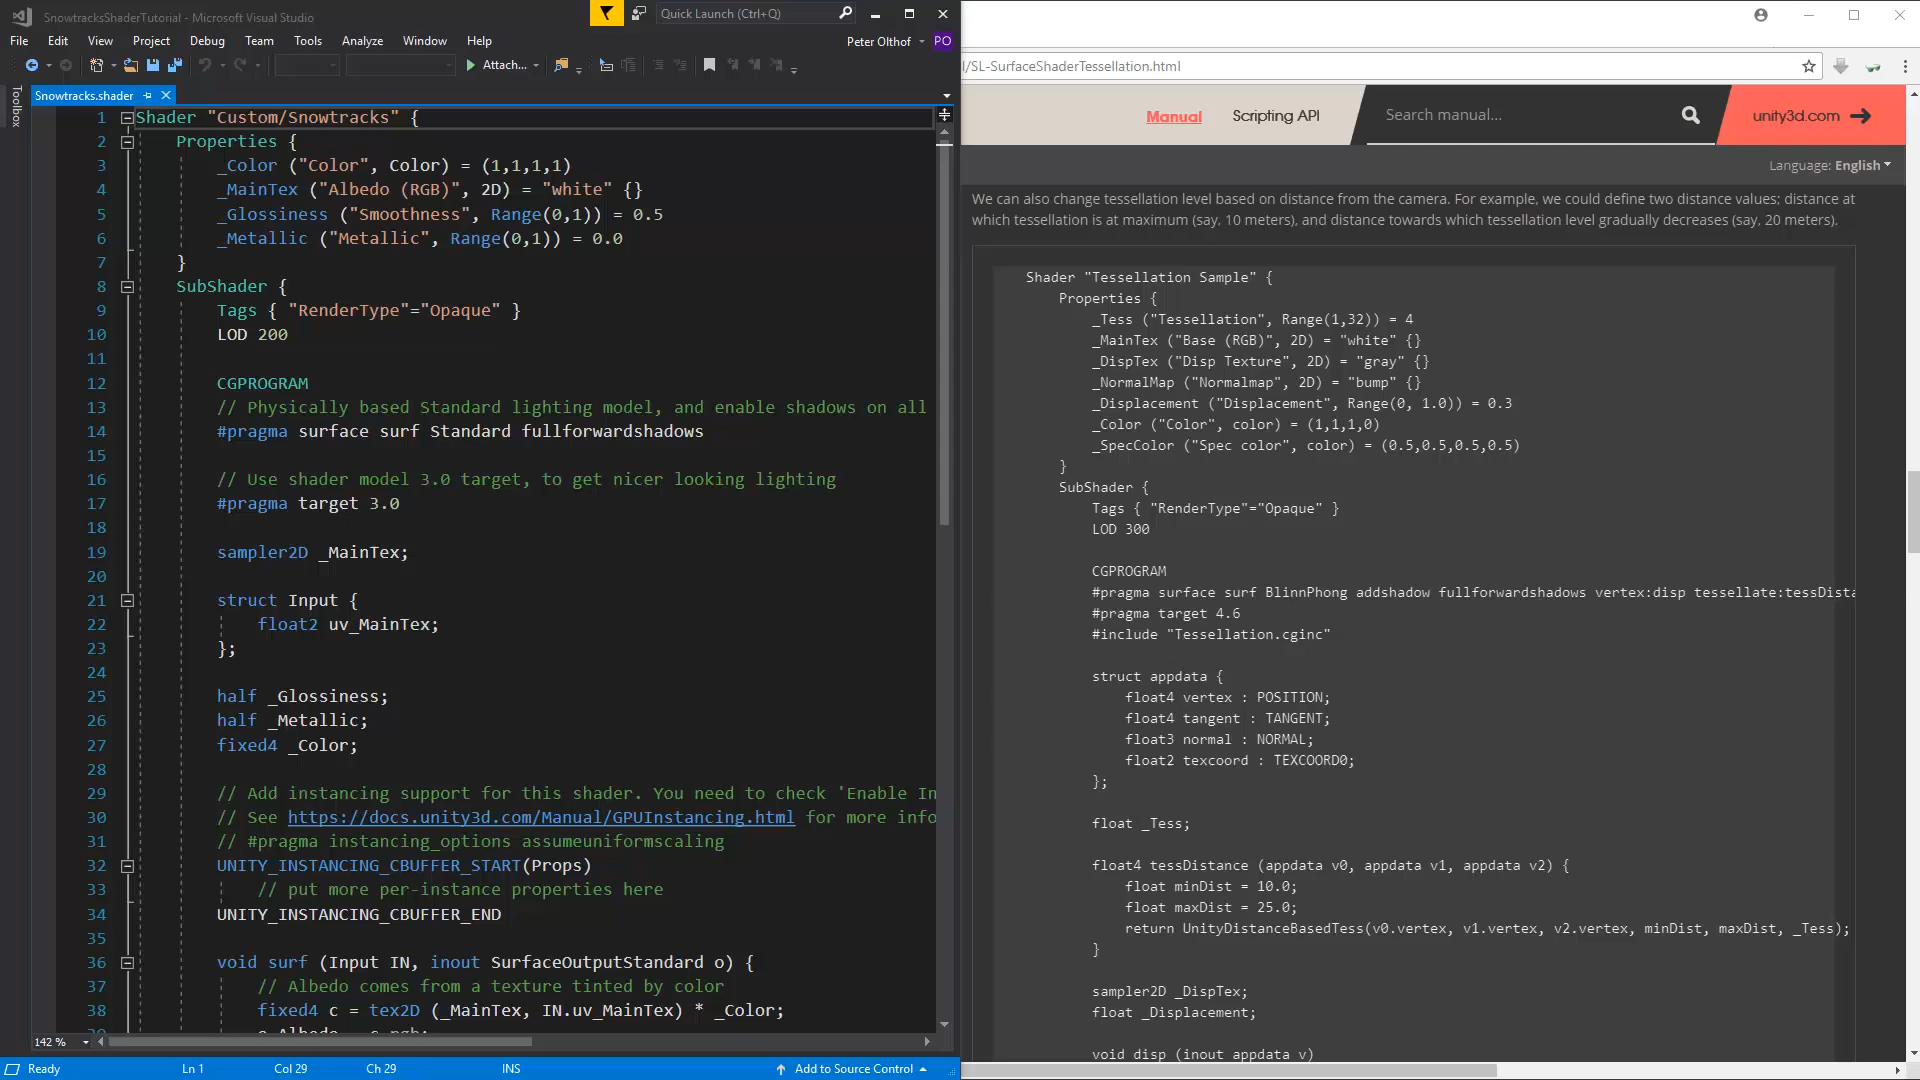 SnowtracksShaderTutorial - Microsoft Visual Studio
Quick Launch (Ctrl+Q)
File Edit View Project Debug Team Tools Analyze Window Help
Peter Olthof PO
Attach...
Toolbox
Snowtracks.shader
1 Shader "Custom/Snowtracks" {
2 Properties {
3 _Color ("Color", Color) = (1,1,1,1)
4 _MainTex ("Albedo (RGB)", 2D) = "white" {}
5 _Glossiness ("Smoothness", Range(0,1)) = 0.5
6 _Metallic ("Metallic", Range(0,1)) = 0.0
7 }
8 SubShader {
9 Tags { "RenderType"="Opaque" }
10 LOD 200
11
12 CGPROGRAM
13 // Physically based Standard lighting model, and enable shadows on all
14 #pragma surface surf Standard fullforwardshadows
15
16 // Use shader model 3.0 target, to get nicer looking lighting
17 #pragma target 3.0
18
19 sampler2D _MainTex;
20
21 struct Input {
22 float2 uv_MainTex;
23 };
24
25 half _Glossiness;
26 half _Metallic;
27 fixed4 _Color;
28
29 // Add instancing support for this shader. You need to check 'Enable In
30 // See https://docs.unity3d.com/Manual/GPUInstancing.html for more info
31 // #pragma instancing_options assumeuniformscaling
32 UNITY_INSTANCING_CBUFFER_START(Props)
33 // put more per-instance properties here
34 UNITY_INSTANCING_CBUFFER_END
35
36 void surf (Input IN, inout SurfaceOutputStandard o) {
37 // Albedo comes from a texture tinted by color
38 fixed4 c = tex2D (_MainTex, IN.uv_MainTex) * _Color;
142 %
Ready Ln 1 Col 29 Ch 29 INS Add to Source Control
l/SL-SurfaceShaderTessellation.html
Manual Scripting API Search manual... unity3d.com
Language: English
We can also change tessellation level based on distance from the camera. For example, we could define two distance values; distance at
which tessellation is at maximum (say, 10 meters), and distance towards which tessellation level gradually decreases (say, 20 meters).
Shader "Tessellation Sample" {
Properties {
_Tess ("Tessellation", Range(1,32)) = 4
_MainTex ("Base (RGB)", 2D) = "white" {}
_DispTex ("Disp Texture", 2D) = "gray" {}
_NormalMap ("Normalmap", 2D) = "bump" {}
_Displacement ("Displacement", Range(0, 1.0)) = 0.3
_Color ("Color", color) = (1,1,1,0)
_SpecColor ("Spec color", color) = (0.5,0.5,0.5,0.5)
}
SubShader {
Tags { "RenderType"="Opaque" }
LOD 300
CGPROGRAM
#pragma surface surf BlinnPhong addshadow fullforwardshadows vertex:disp tessellate:tessDista
#pragma target 4.6
#include "Tessellation.cginc"
struct appdata {
float4 vertex : POSITION;
float4 tangent : TANGENT;
float3 normal : NORMAL;
float2 texcoord : TEXCOORD0;
};
float _Tess;
float4 tessDistance (appdata v0, appdata v1, appdata v2) {
float minDist = 10.0;
float maxDist = 25.0;
return UnityDistanceBasedTess(v0.vertex, v1.vertex, v2.vertex, minDist, maxDist, _Tess);
}
sampler2D _DispTex;
float _Displacement;
void disp (inout appdata v)